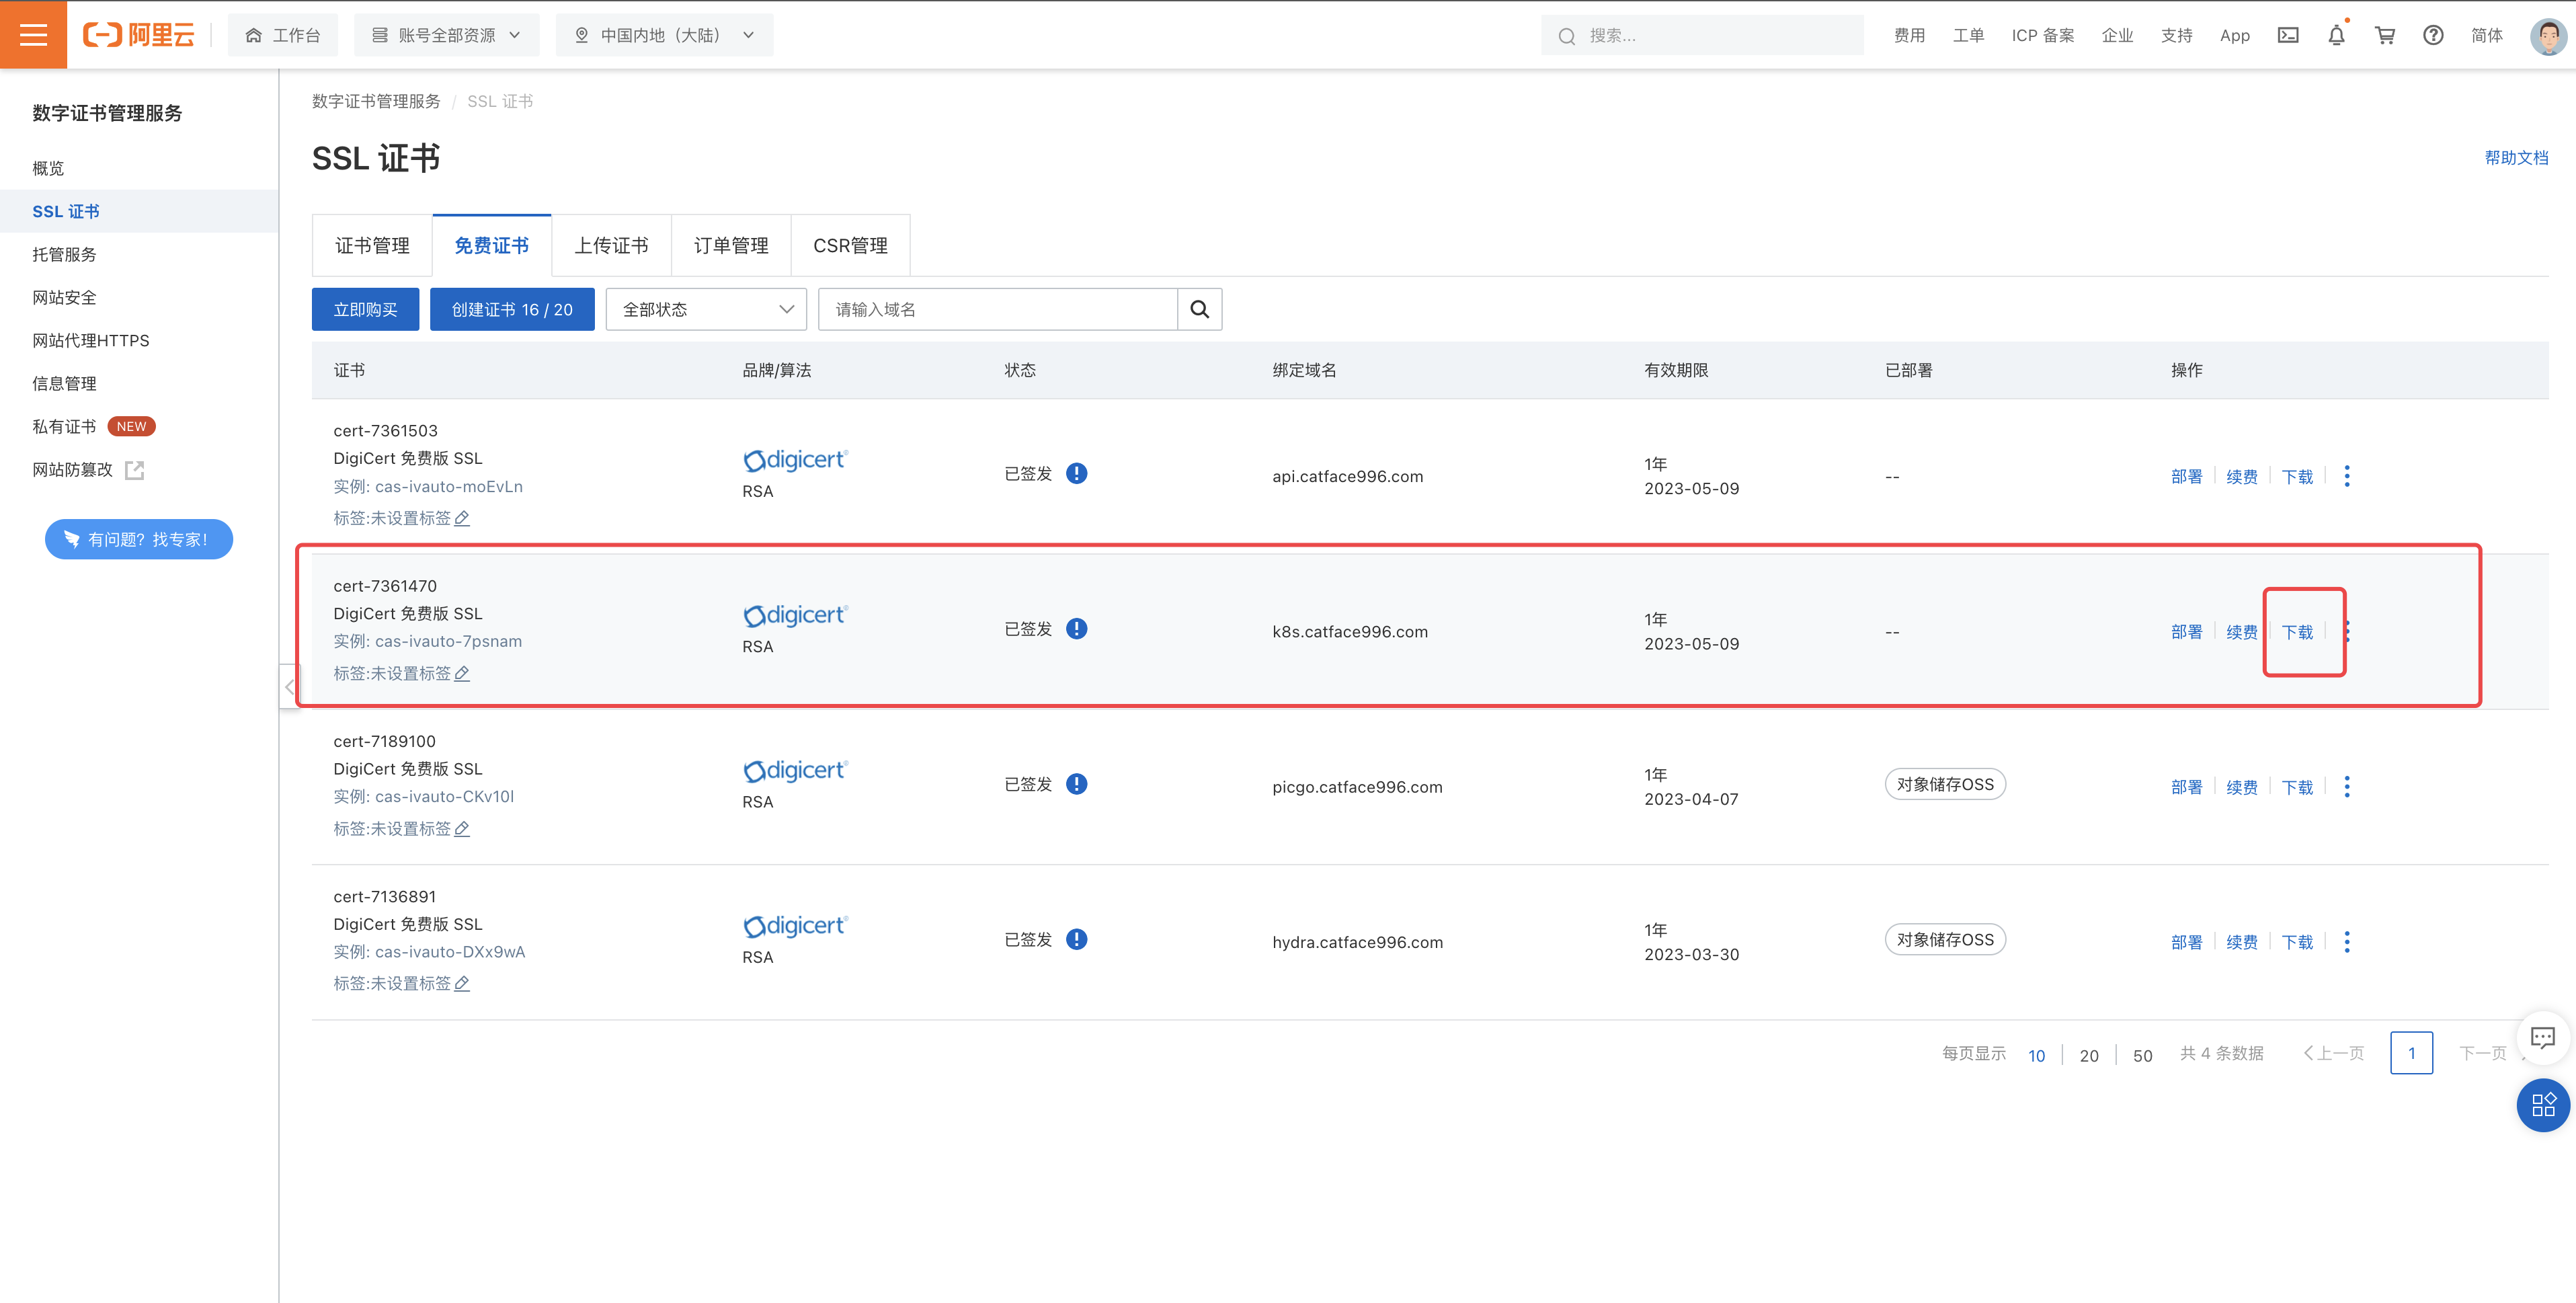 阿里云 工作台 账号全部资源 中国内地（大陆） 搜索... 费用 工单 ICP 备案 企业 支持 App 简体
数字证书管理服务
概览
SSL 证书
托管服务
网站安全
网站代理HTTPS
信息管理
私有证书 NEW
网站防篡改
有问题？找专家！
数字证书管理服务 / SSL 证书
SSL 证书
帮助文档
证书管理 免费证书 上传证书 订单管理 CSR管理
立即购买 创建证书 16 / 20 全部状态 请输入域名
证书 品牌/算法 状态 绑定域名 有效期限 已部署 操作
cert-7361503
DigiCert 免费版 SSL
实例: cas-ivauto-moEvLn
标签:未设置标签
digicert
RSA
已签发
api.catface996.com
1年
2023-05-09
--
部署 续费 下载
cert-7361470
DigiCert 免费版 SSL
实例: cas-ivauto-7psnam
标签:未设置标签
digicert
RSA
已签发
k8s.catface996.com
1年
2023-05-09
--
部署 续费 下载
cert-7189100
DigiCert 免费版 SSL
实例: cas-ivauto-CKv10I
标签:未设置标签
digicert
RSA
已签发
picgo.catface996.com
1年
2023-04-07
对象储存OSS
部署 续费 下载
cert-7136891
DigiCert 免费版 SSL
实例: cas-ivauto-DXx9wA
标签:未设置标签
digicert
RSA
已签发
hydra.catface996.com
1年
2023-03-30
对象储存OSS
部署 续费 下载
每页显示 10 20 50 共 4 条数据 上一页 1 下一页